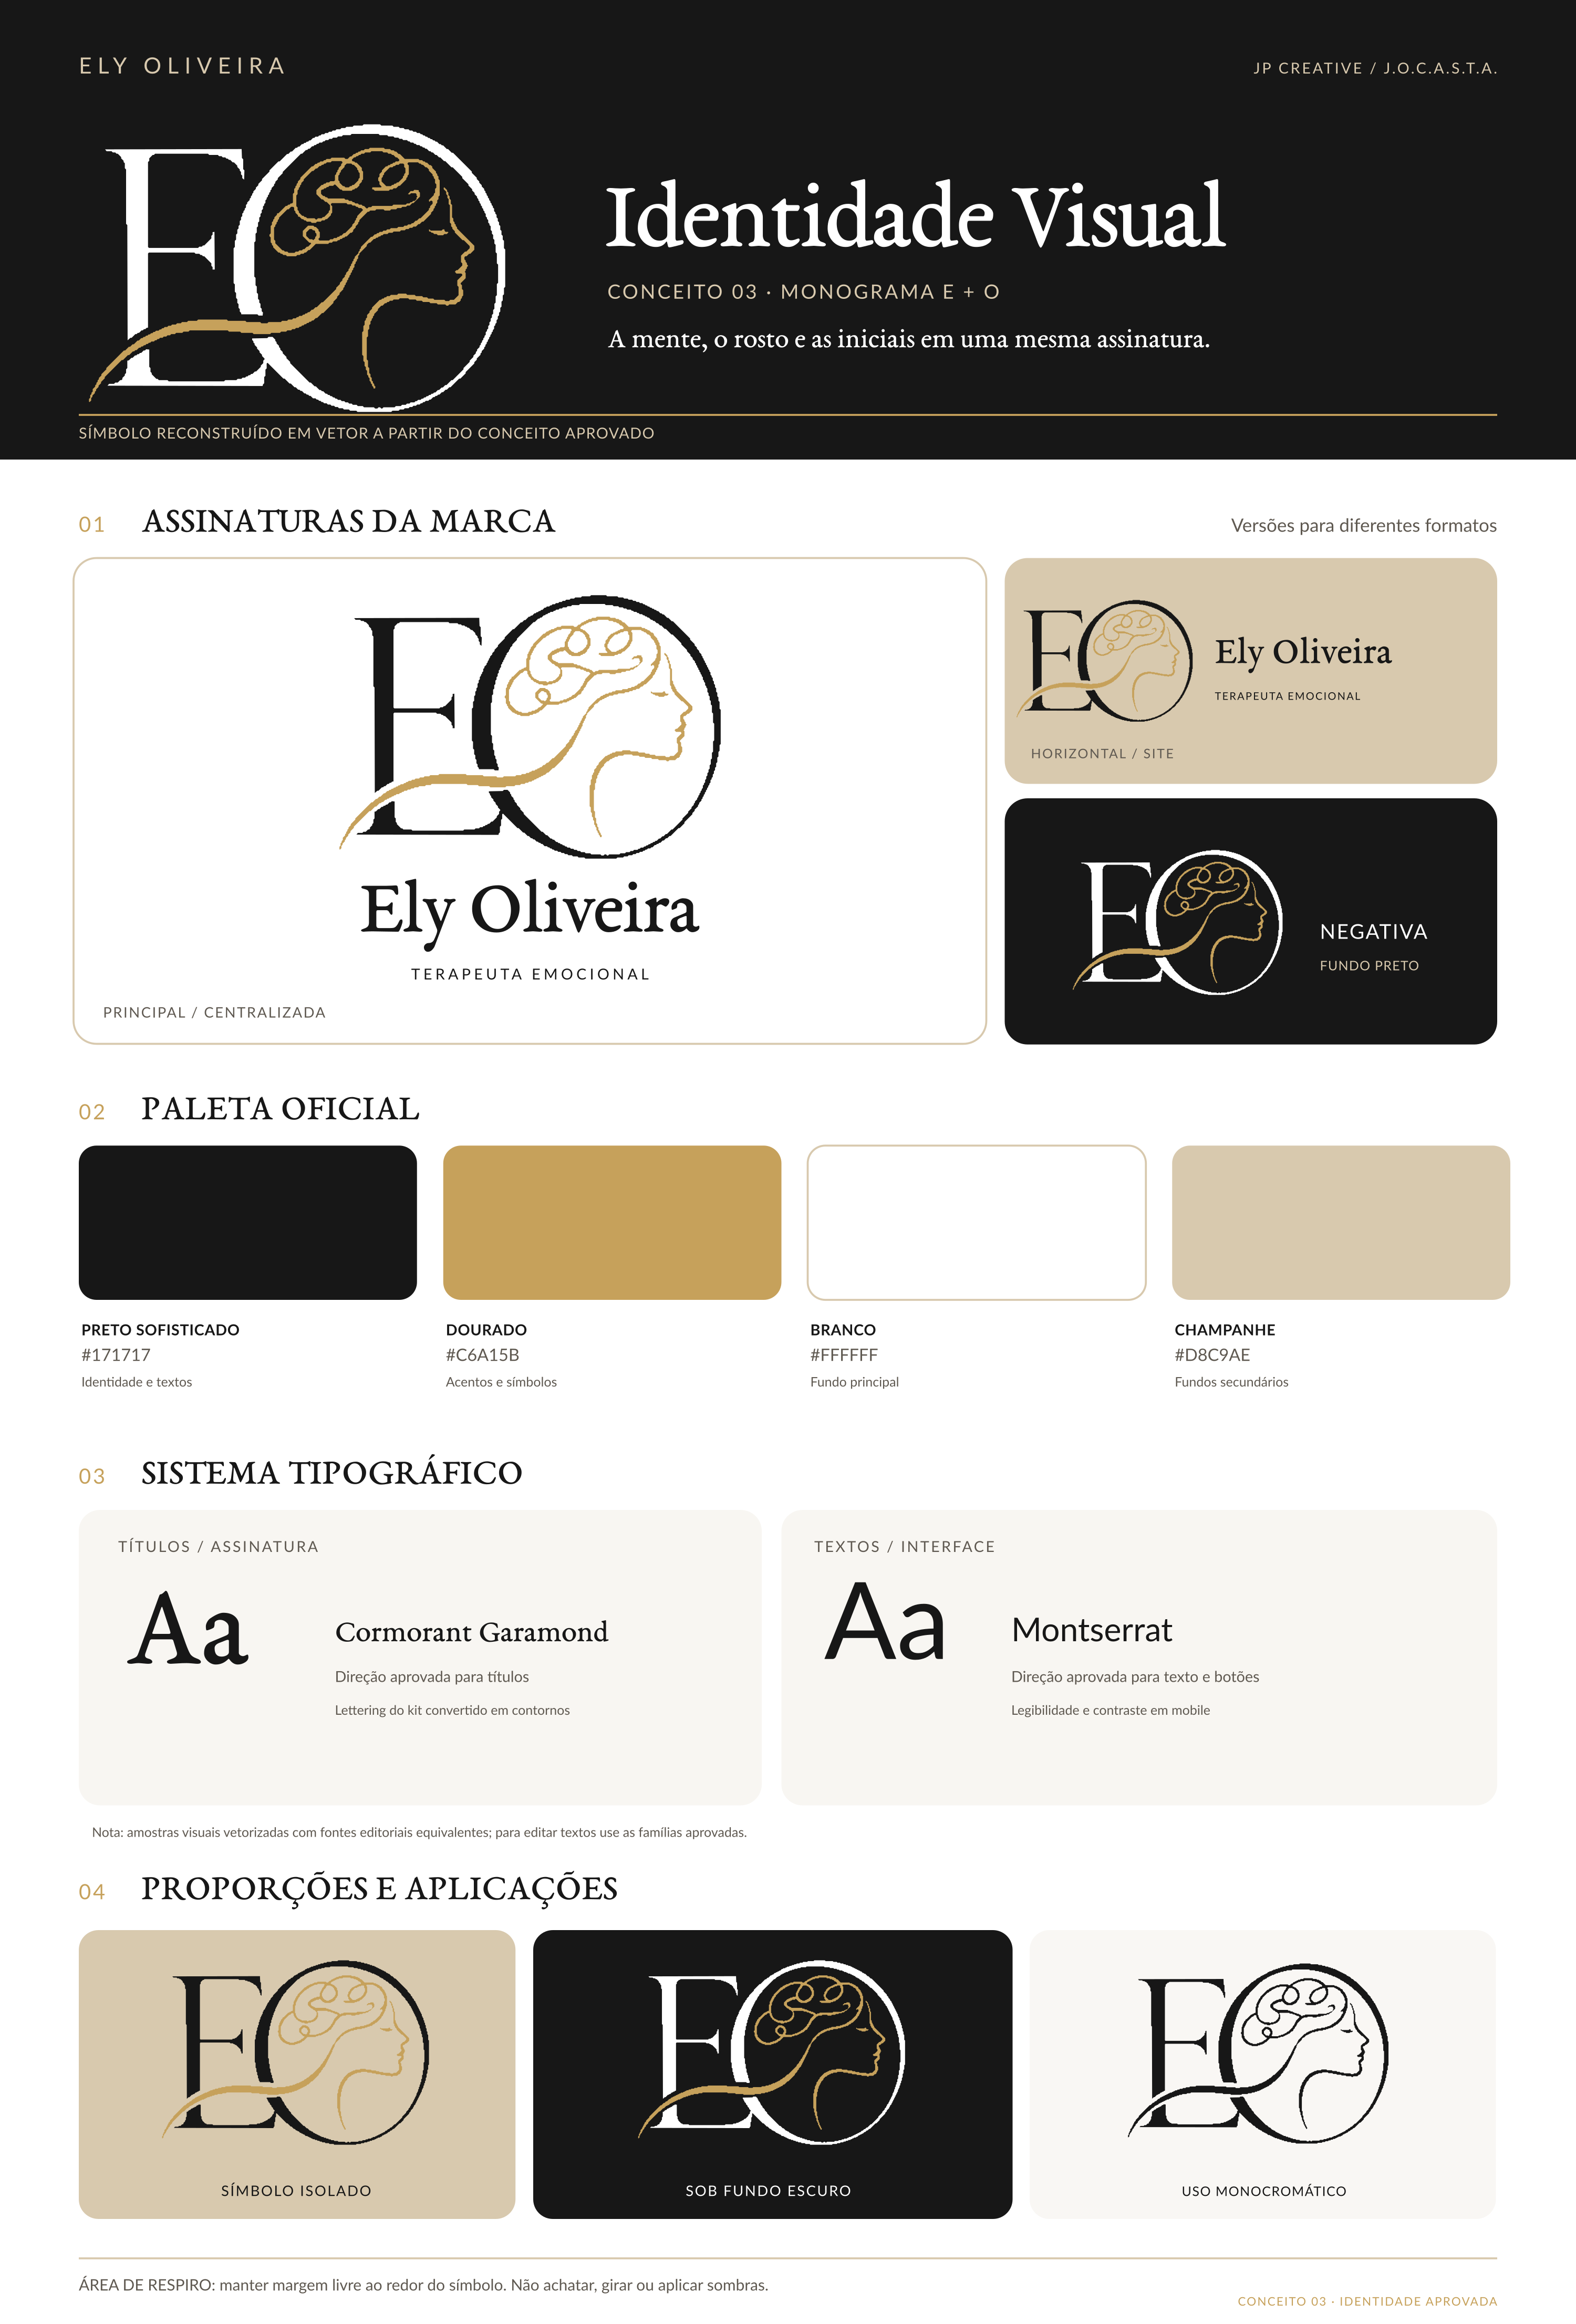 ELY OLIVEIRA
JP CREATIVE / J.O.C.A.S.T.A.
EO
Identidade Visual
CONCEITO 03 · MONOGRAMA E + O
A mente, o rosto e as iniciais em uma mesma assinatura.
SÍMBOLO RECONSTRUÍDO EM VETOR A PARTIR DO CONCEITO APROVADO
01 ASSINATURAS DA MARCA
Versões para diferentes formatos
EO
Ely Oliveira
TERAPEUTA EMOCIONAL
PRINCIPAL / CENTRALIZADA
EO
Ely Oliveira
TERAPEUTA EMOCIONAL
HORIZONTAL / SITE
EO
NEGATIVA
FUNDO PRETO
02 PALETA OFICIAL
PRETO SOFISTICADO
#171717
Identidade e textos
DOURADO
#C6A15B
Acentos e símbolos
BRANCO
#FFFFFF
Fundo principal
CHAMPANHE
#D8C9AE
Fundos secundários
03 SISTEMA TIPOGRÁFICO
TÍTULOS / ASSINATURA
Aa
Cormorant Garamond
Direção aprovada para títulos
Lettering do kit convertido em contornos
TEXTOS / INTERFACE
Aa
Montserrat
Direção aprovada para texto e botões
Legibilidade e contraste em mobile
Nota: amostras visuais vetorizadas com fontes editoriais equivalentes; para editar textos use as famílias aprovadas.
04 PROPORÇÕES E APLICAÇÕES
EO
SÍMBOLO ISOLADO
EO
SOB FUNDO ESCURO
EO
USO MONOCROMÁTICO
ÁREA DE RESPIRO: manter margem livre ao redor do símbolo. Não achatar, girar ou aplicar sombras.
CONCEITO 03 · IDENTIDADE APROVADA